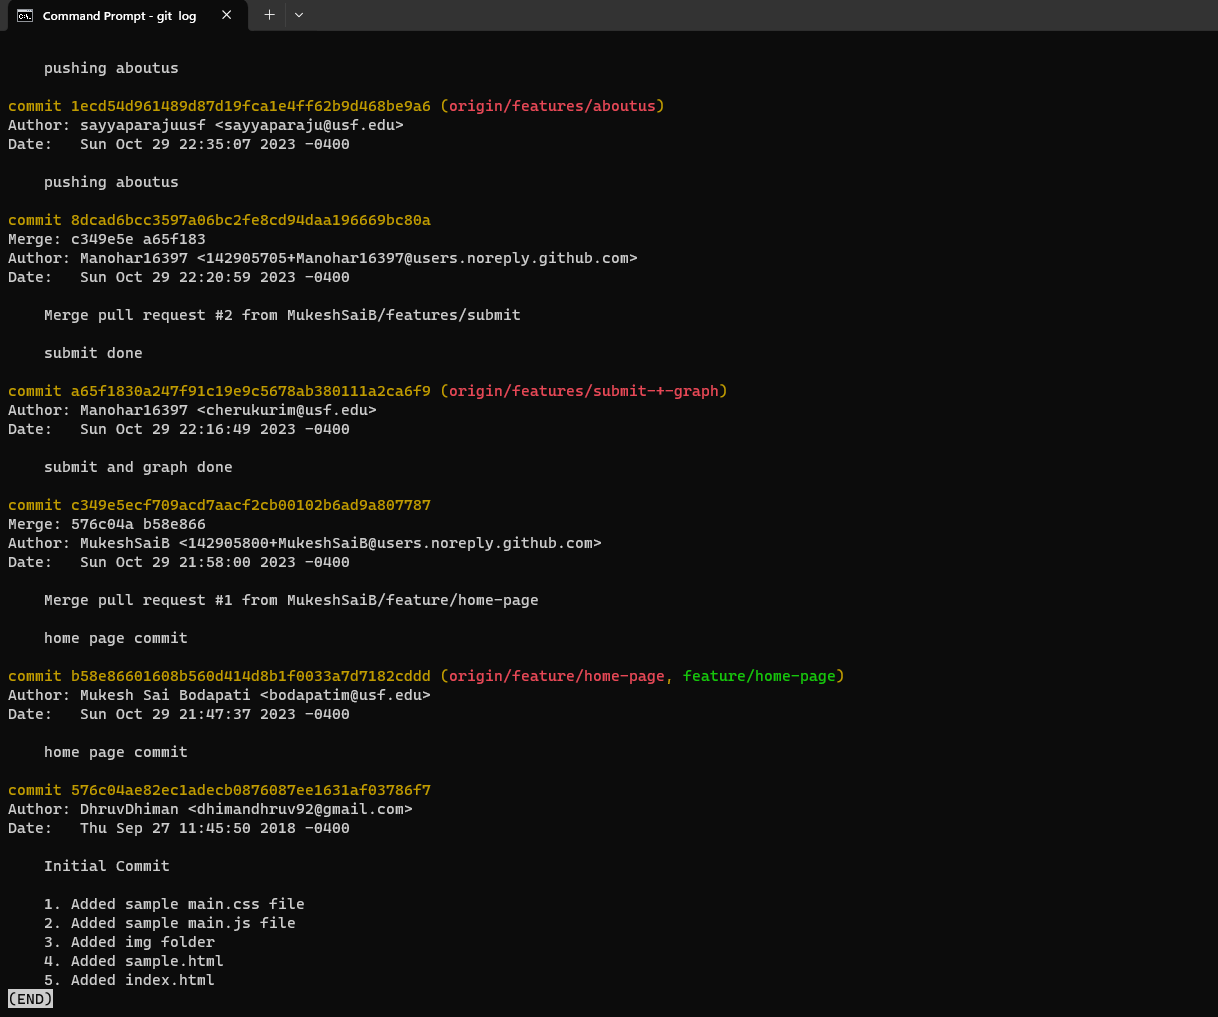 Command Prompt - git log
pushing aboutus
commit 1ecd54d961489d87d19fca1e4ff62b9d468be9a6 (origin/features/aboutus)
Author: sayyaparajuusf <sayyaparaju@usf.edu>
Date:   Sun Oct 29 22:35:07 2023 -0400
pushing aboutus
commit 8dcad6bcc3597a06bc2fe8cd94daa196669bc80a
Merge: c349e5e a65f183
Author: Manohar16397 <142905705+Manohar16397@users.noreply.github.com>
Date:   Sun Oct 29 22:20:59 2023 -0400
Merge pull request #2 from MukeshSaiB/features/submit
submit done
commit a65f1830a247f91c19e9c5678ab380111a2ca6f9 (origin/features/submit-+-graph)
Author: Manohar16397 <cherukurim@usf.edu>
Date:   Sun Oct 29 22:16:49 2023 -0400
submit and graph done
commit c349e5ecf709acd7aacf2cb00102b6ad9a807787
Merge: 576c04a b58e866
Author: MukeshSaiB <142905800+MukeshSaiB@users.noreply.github.com>
Date:   Sun Oct 29 21:58:00 2023 -0400
Merge pull request #1 from MukeshSaiB/feature/home-page
home page commit
commit b58e86601608b560d414d8b1f0033a7d7182cddd (origin/feature/home-page, feature/home-page)
Author: Mukesh Sai Bodapati <bodapatim@usf.edu>
Date:   Sun Oct 29 21:47:37 2023 -0400
home page commit
commit 576c04ae82ec1adecb0876087ee1631af03786f7
Author: DhruvDhiman <dhimandhruv92@gmail.com>
Date:   Thu Sep 27 11:45:50 2018 -0400
Initial Commit
1. Added sample main.css file
2. Added sample main.js file
3. Added img folder
4. Added sample.html
5. Added index.html
(END)